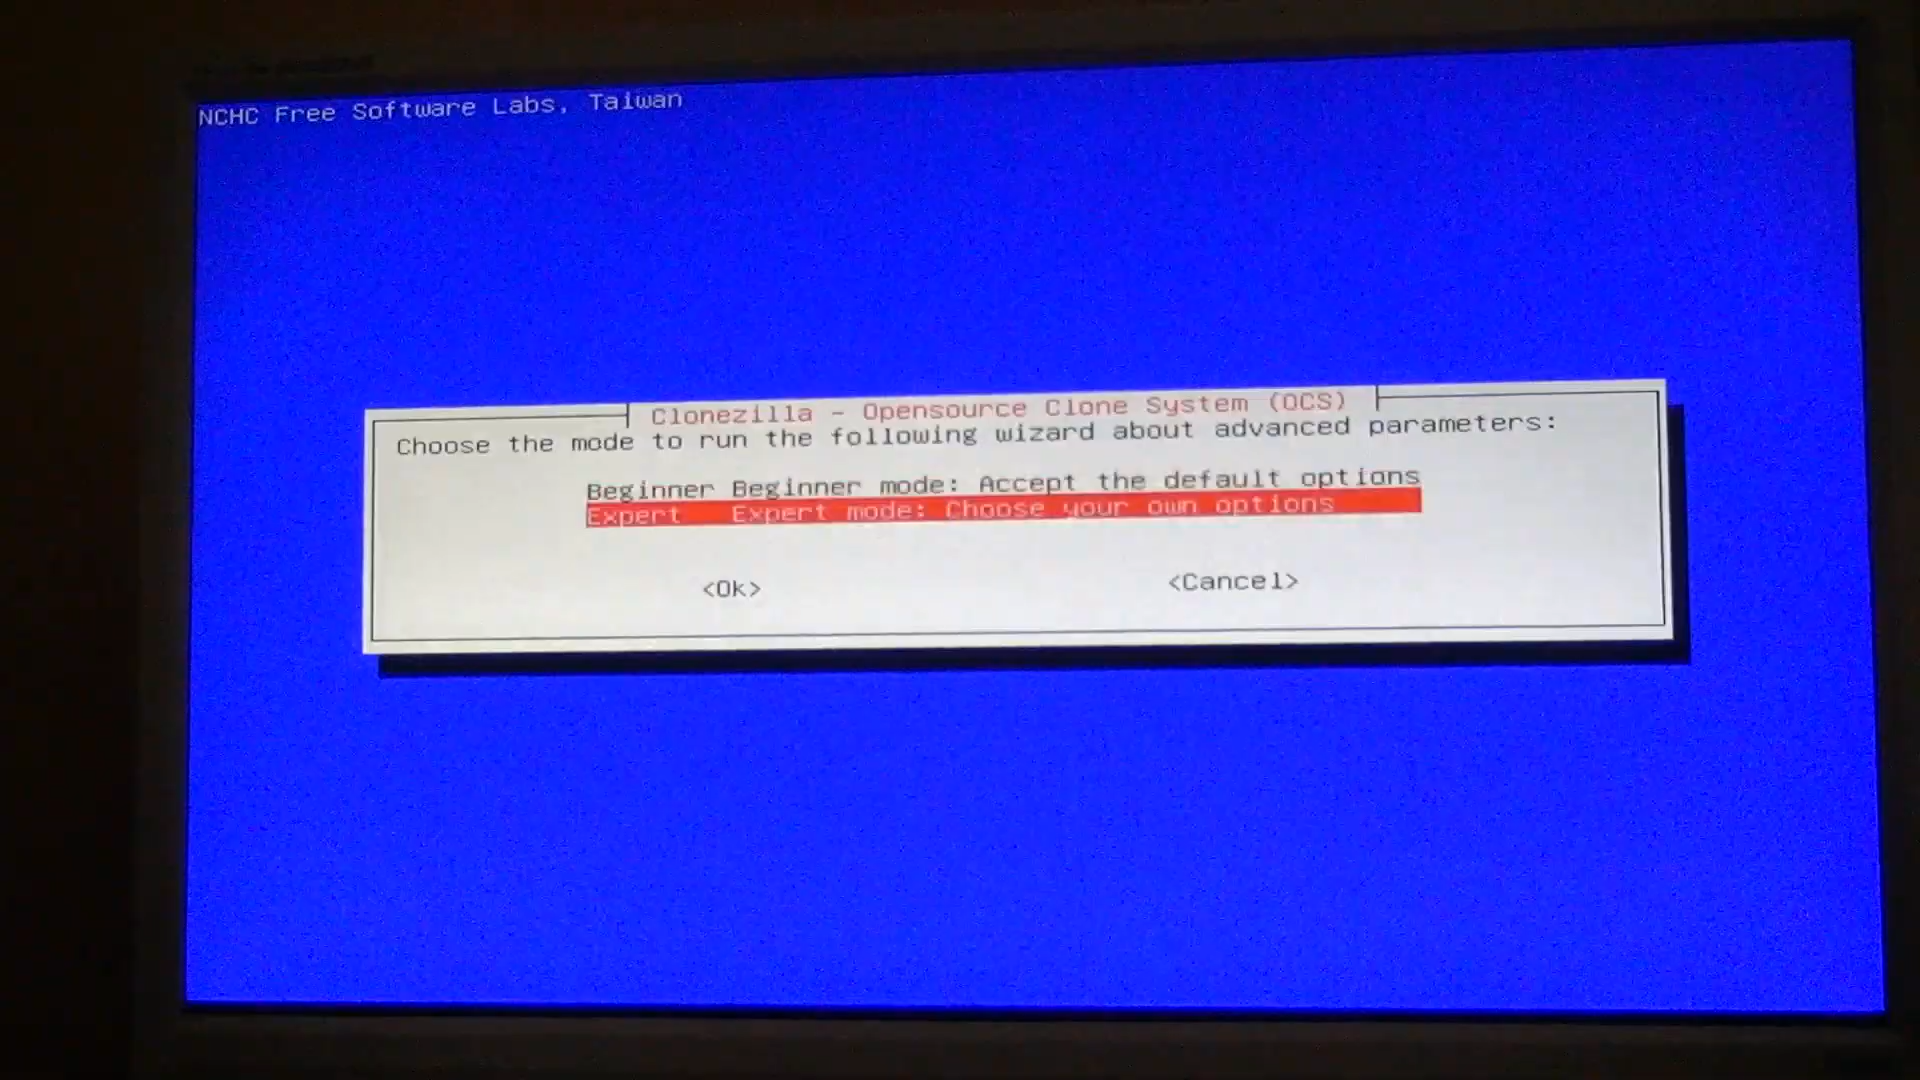 NCHC Free Software Labs, Taiwan
Clonezilla - Opensource Clone System (OCS)
Choose the mode to run the following wizard about advanced parameters:
Beginner Beginner mode: Accept the default options
Expert Expert mode: Choose your own options
<Ok> <Cancel>